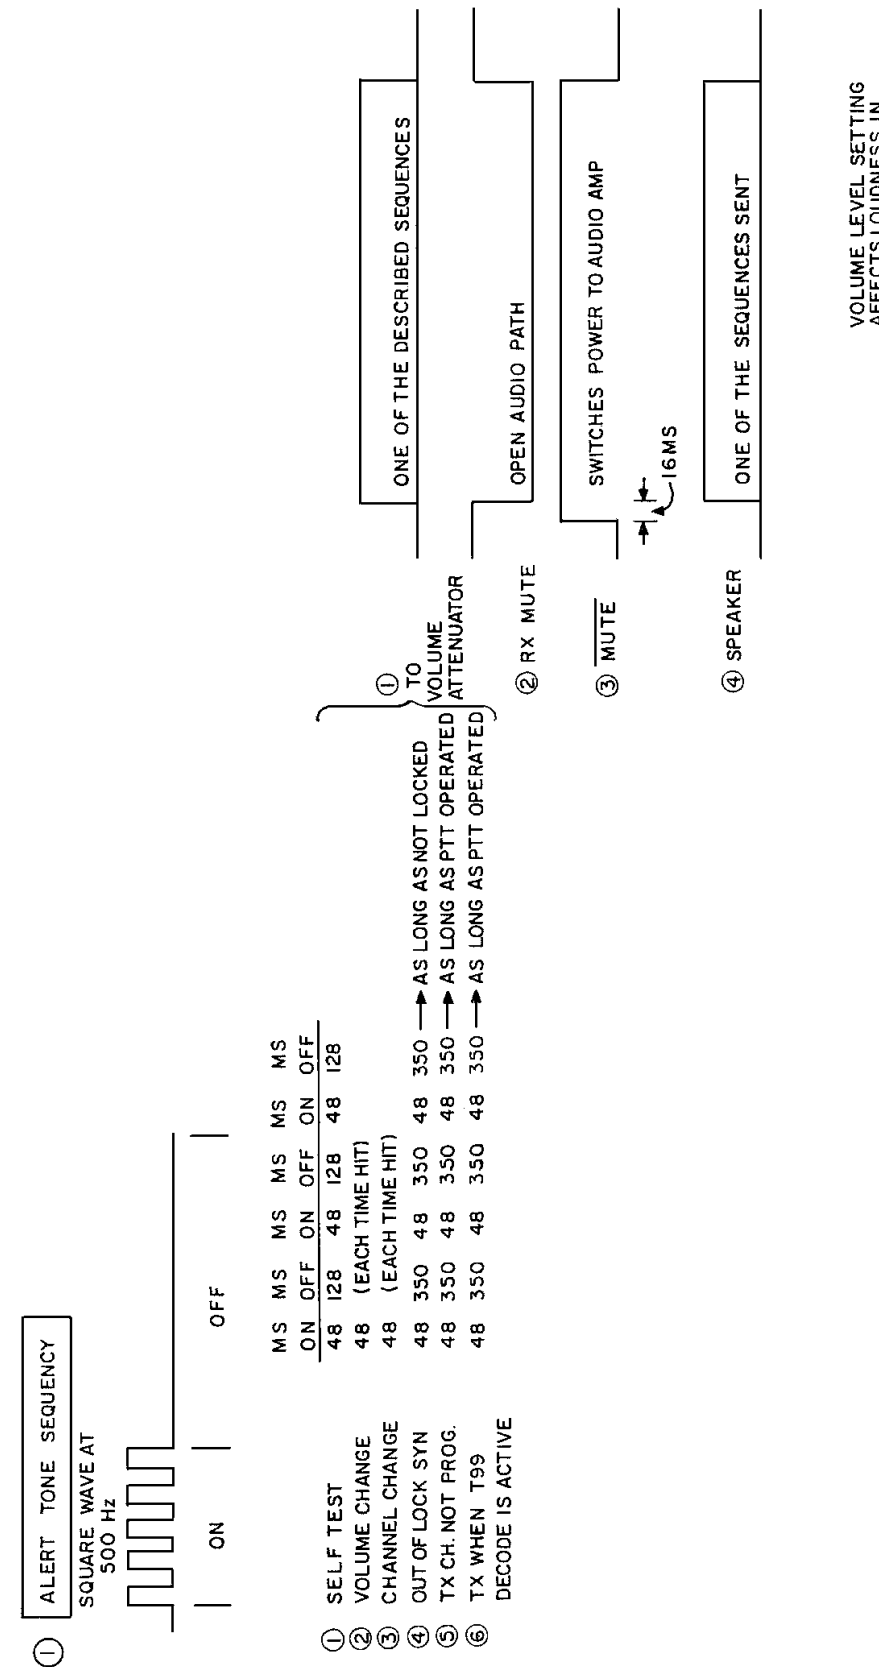 ① ALERT TONE SEQUENCY
SQUARE WAVE AT
500 Hz
ON OFF
MS MS MS MS MS MS
ON OFF ON OFF ON OFF
① SELF TEST 48 128 48 128 48 128
② VOLUME CHANGE 48 (EACH TIME HIT)
③ CHANNEL CHANGE 48 (EACH TIME HIT)
④ OUT OF LOCK SYN 48 350 48 350 48 350 AS LONG AS NOT LOCKED
⑤ TX CH. NOT PROG. 48 350 48 350 48 350 AS LONG AS PTT OPERATED
⑥ TX WHEN T99 48 350 48 350 48 350 AS LONG AS PTT OPERATED
DECODE IS ACTIVE
①
TO
VOLUME
ATTENUATOR
ONE OF THE DESCRIBED SEQUENCES
② RX MUTE
OPEN AUDIO PATH
③ MUTE
SWITCHES POWER TO AUDIO AMP
16MS
④ SPEAKER
ONE OF THE SEQUENCES SENT
VOLUME LEVEL SETTING
AFFECTS LOUDNESS IN